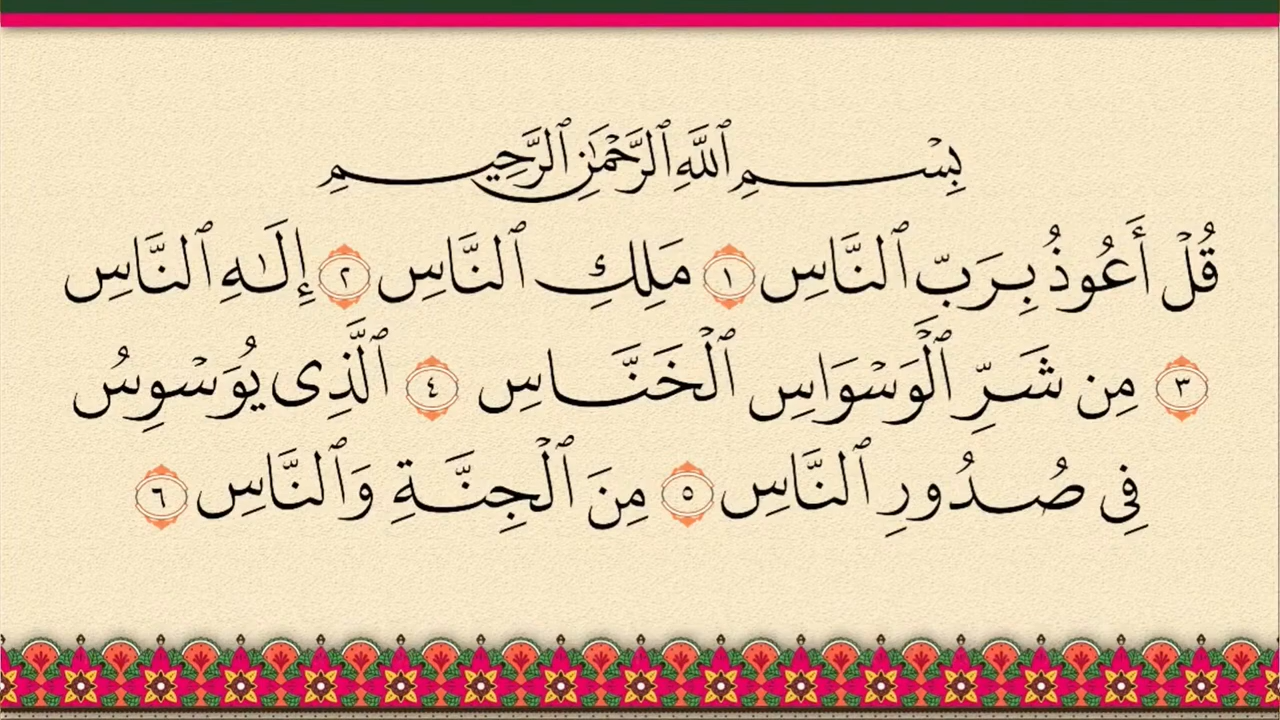 بِسْمِ ٱللَّهِ ٱلرَّحْمَٰنِ ٱلرَّحِيمِ
قُلْ أَعُوذُ بِرَبِّ ٱلنَّاسِ ١ مَلِكِ ٱلنَّاسِ ٢ إِلَٰهِ ٱلنَّاسِ
٣ مِن شَرِّ ٱلْوَسْوَاسِ ٱلْخَنَّاسِ ٤ ٱلَّذِى يُوَسْوِسُ
فِى صُدُورِ ٱلنَّاسِ ٥ مِنَ ٱلْجِنَّةِ وَٱلنَّاسِ ٦